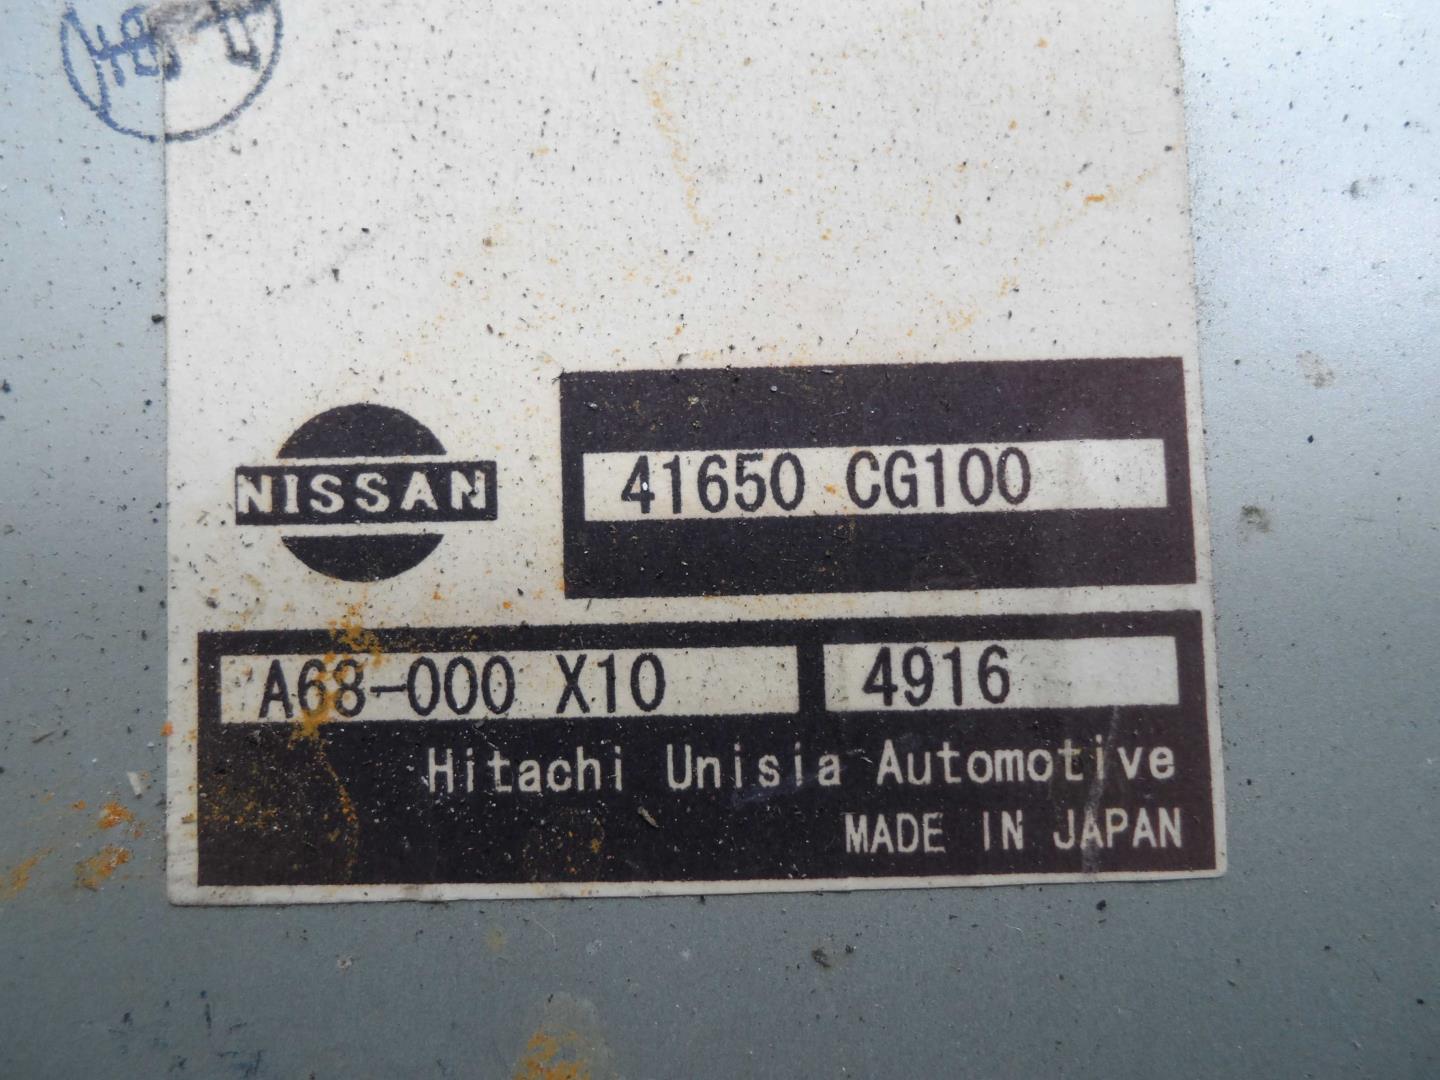 NISSAN
41650 CG100
A68-000 X10
4916
Hitachi Unisia Automotive
MADE IN JAPAN